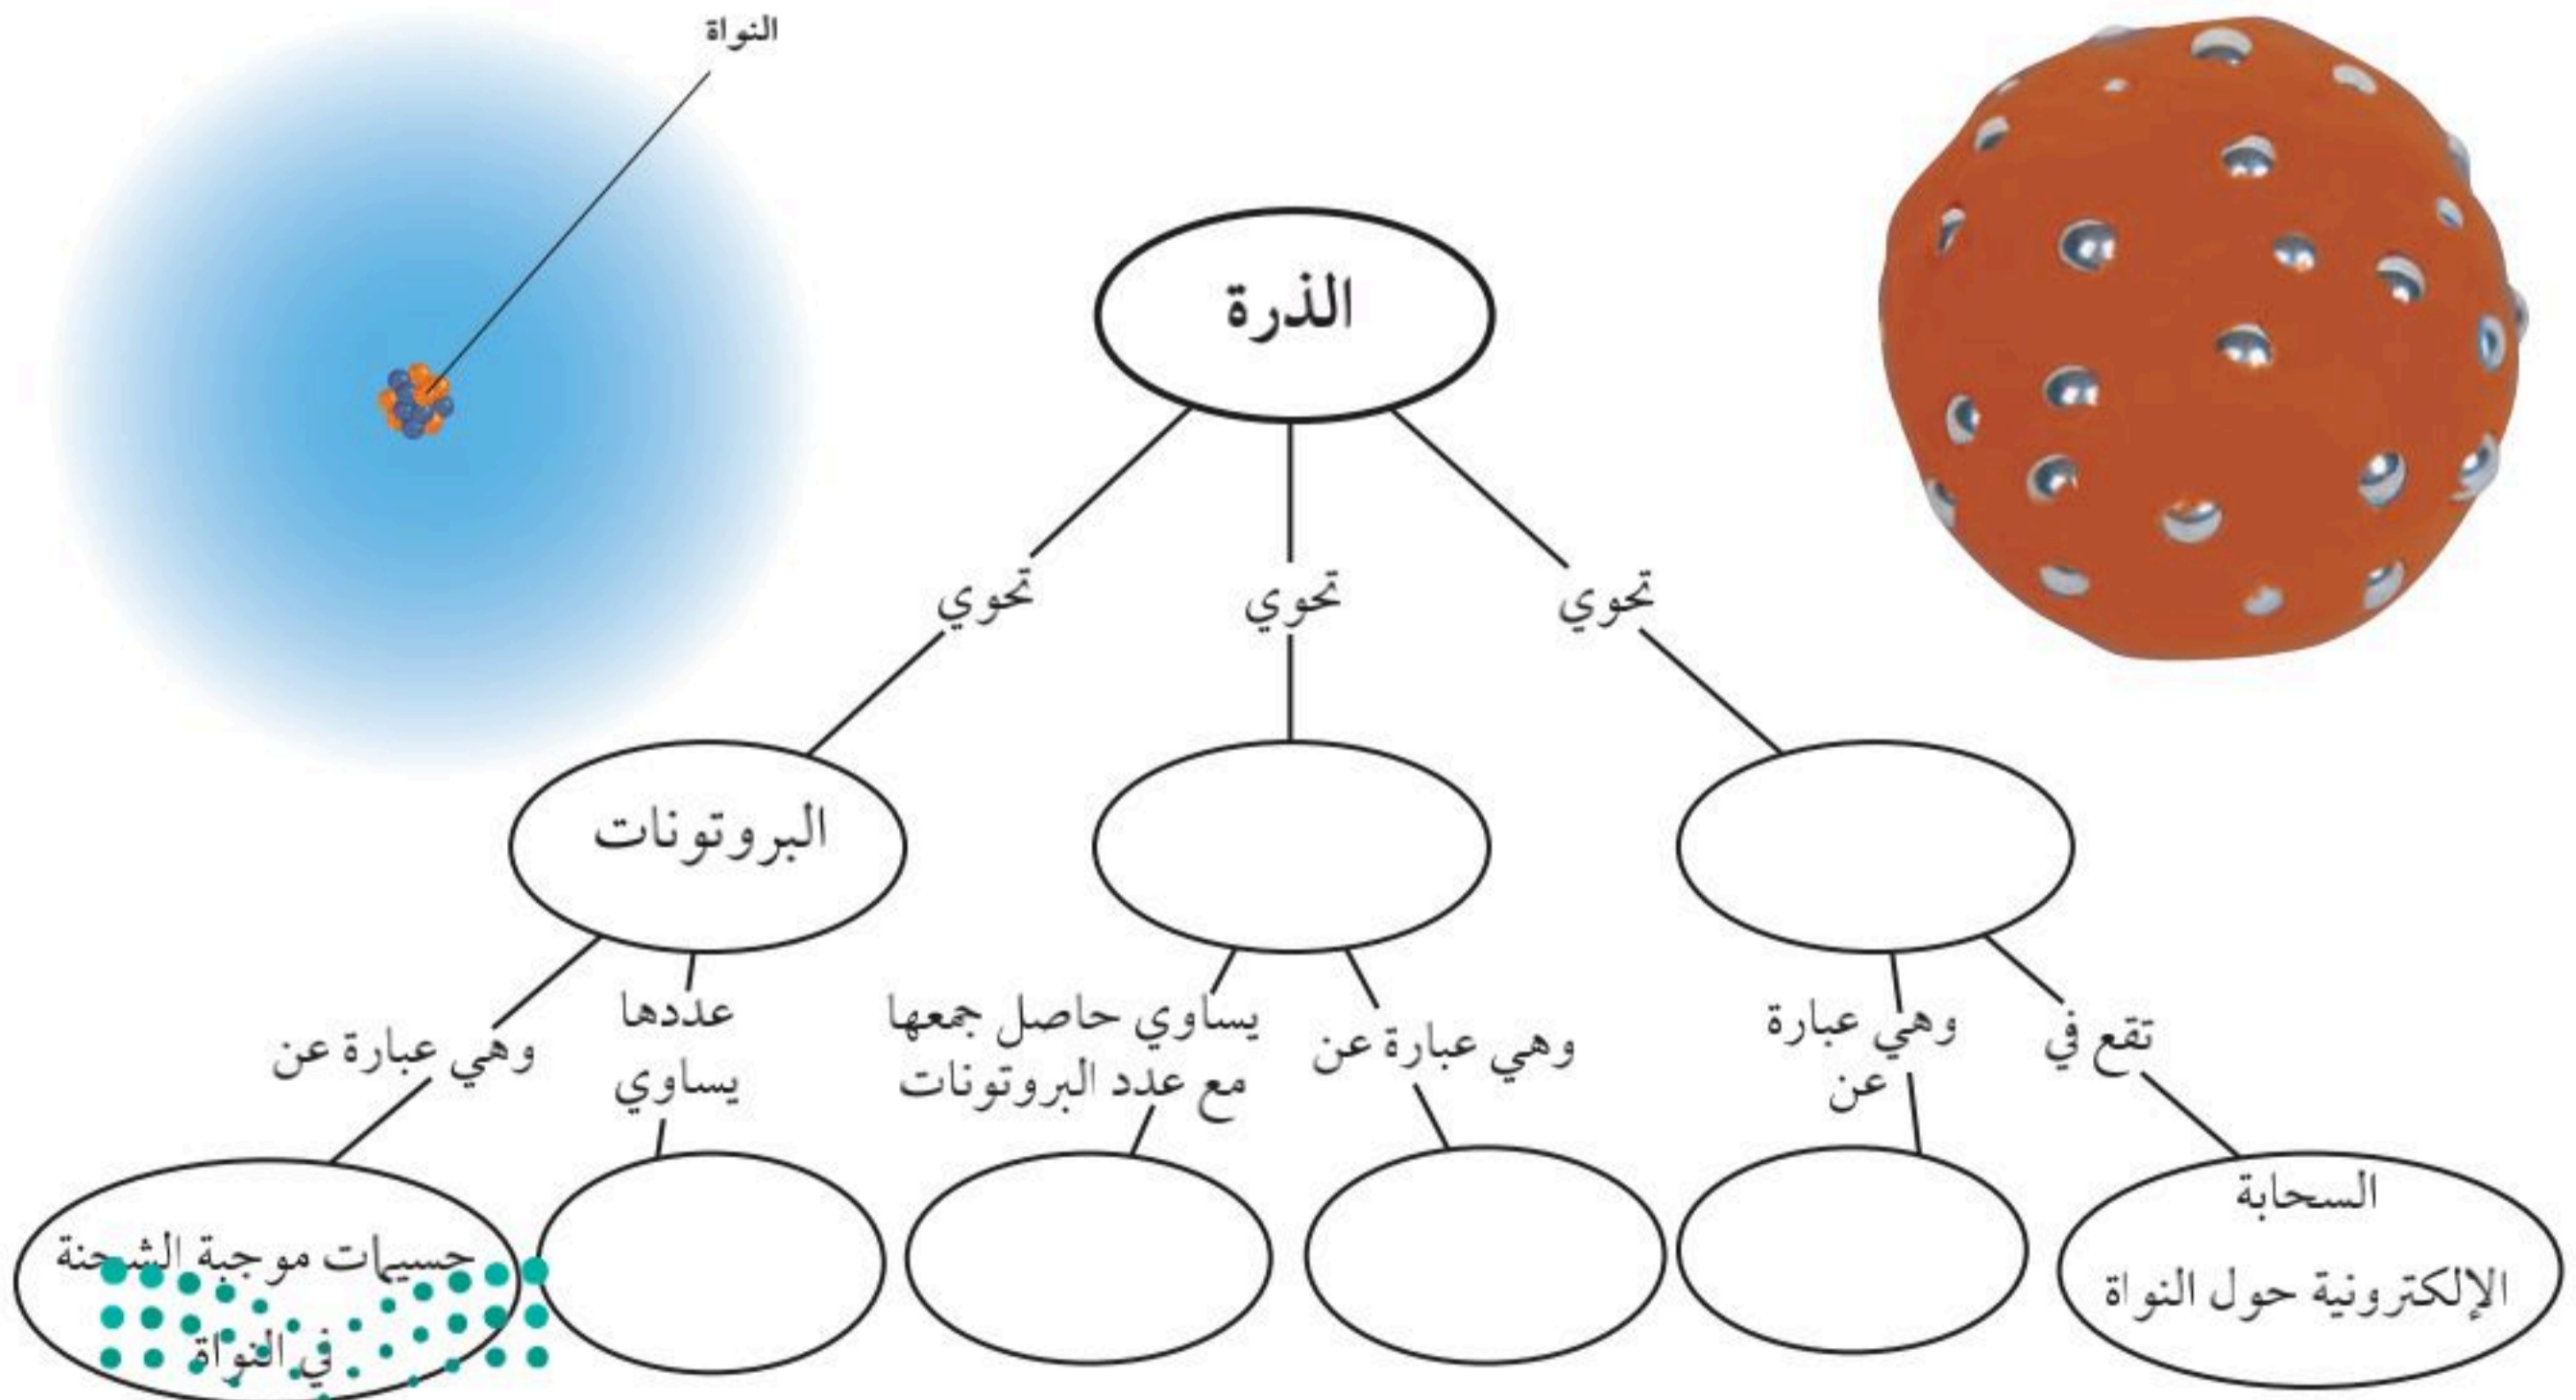 النواة
الذرة
تحوي
تحوي
تحوي
البروتونات
تقع في
وهي عبارة
عن
وهي عبارة عن
يساوي حاصل جمعها
مع عدد البروتونات
عددها
يساوي
وهي عبارة عن
السحابة
الإلكترونية حول النواة
جسيمات موجبة الشحنة
في النواة